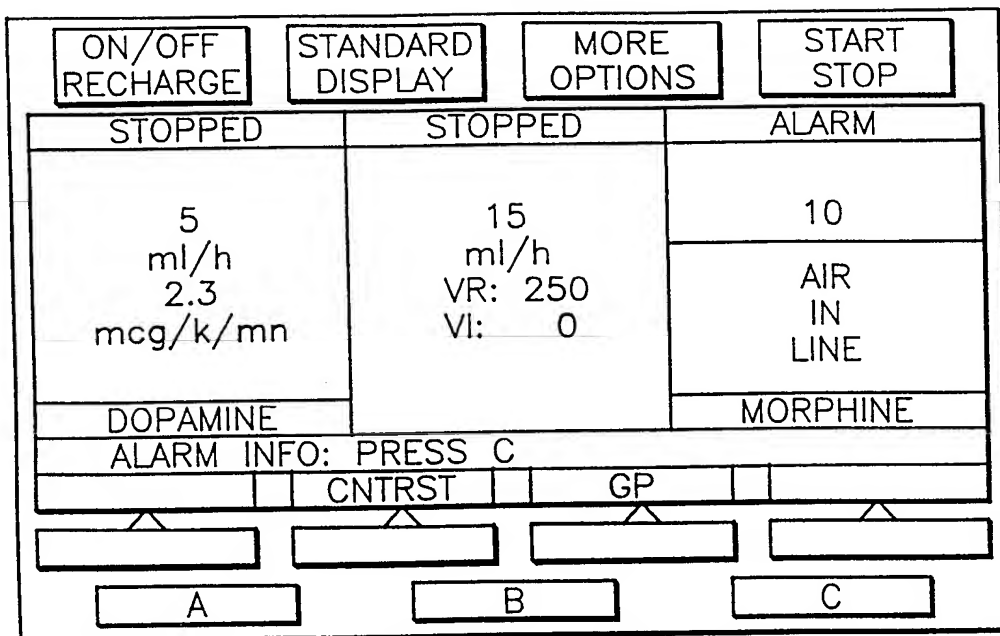 ON/OFF
RECHARGE
STANDARD
DISPLAY
MORE
OPTIONS
START
STOP
STOPPED
5
ml/h
2.3
mcg/k/mn
DOPAMINE
STOPPED
15
ml/h
VR: 250
VI: 0
ALARM
10
AIR
IN
LINE
MORPHINE
ALARM INFO: PRESS C
CNTRST
GP
A
B
C